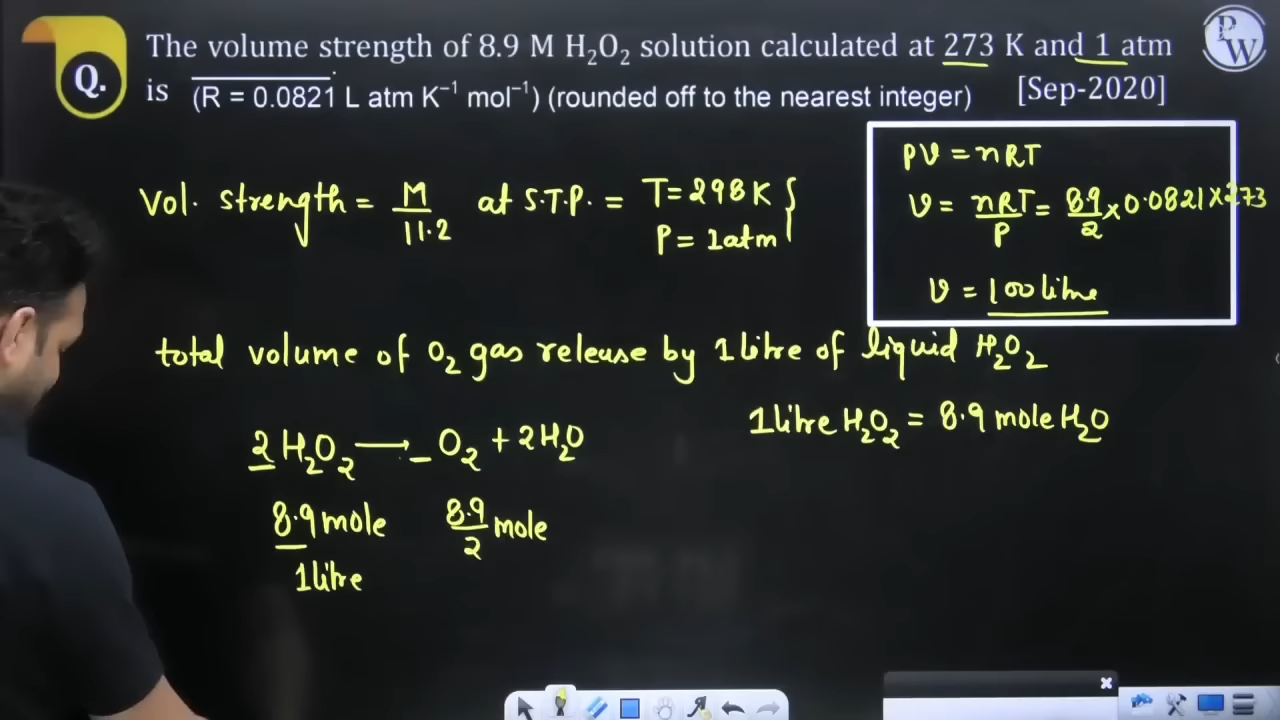 Q. The volume strength of 8.9 M H₂O₂ solution calculated at 273 K and 1 atm
is (R = 0.0821 L atm K⁻¹ mol⁻¹) (rounded off to the nearest integer) [Sep-2020]
PW
Vol. strength = M/11.2 at S.T.P. = T = 298K
P = 1atm
PV = nRT
V = nRT/P = 8.9/2 × 0.0821 × 273
V = 100 litre
total volume of O₂ gas release by 1 litre of liquid H₂O₂
1 litre H₂O₂ = 8.9 mole H₂O
2H₂O₂ → O₂ + 2H₂O
8.9 mole 8.9/2 mole
1 litre